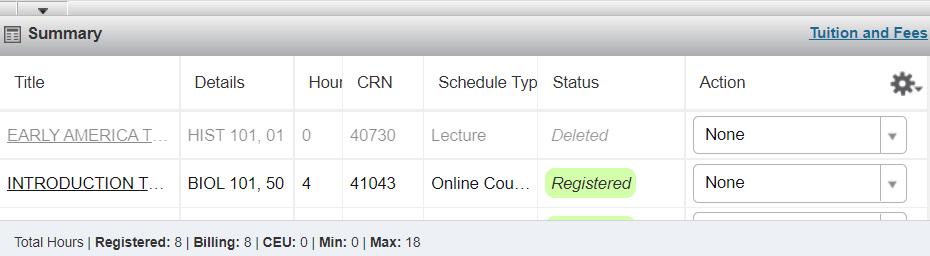 Summary Tuition and Fees
Title Details Hour CRN Schedule Typ Status Action
EARLY AMERICA T... HIST 101, 01 0 40730 Lecture Deleted None
INTRODUCTION T... BIOL 101, 50 4 41043 Online Cou... Registered None
Total Hours | Registered: 8 | Billing: 8 | CEU: 0 | Min: 0 | Max: 18